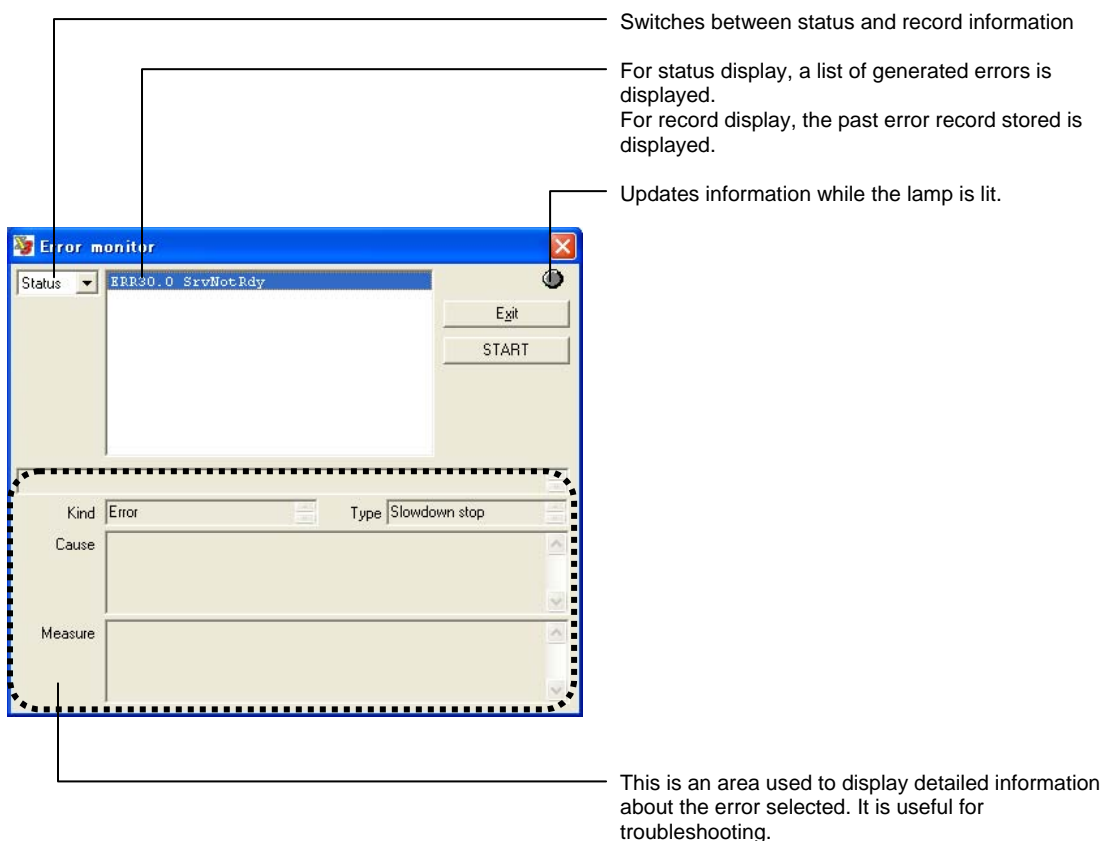 Switches between status and record information
For status display, a list of generated errors is
displayed.
For record display, the past error record stored is
displayed.
Updates information while the lamp is lit.
Error monitor
Status
ERR30.0 SrvNotRdy
Exit
START
Kind
Error
Type
Slowdown stop
Cause
Measure
This is an area used to display detailed information
about the error selected. It is useful for
troubleshooting.